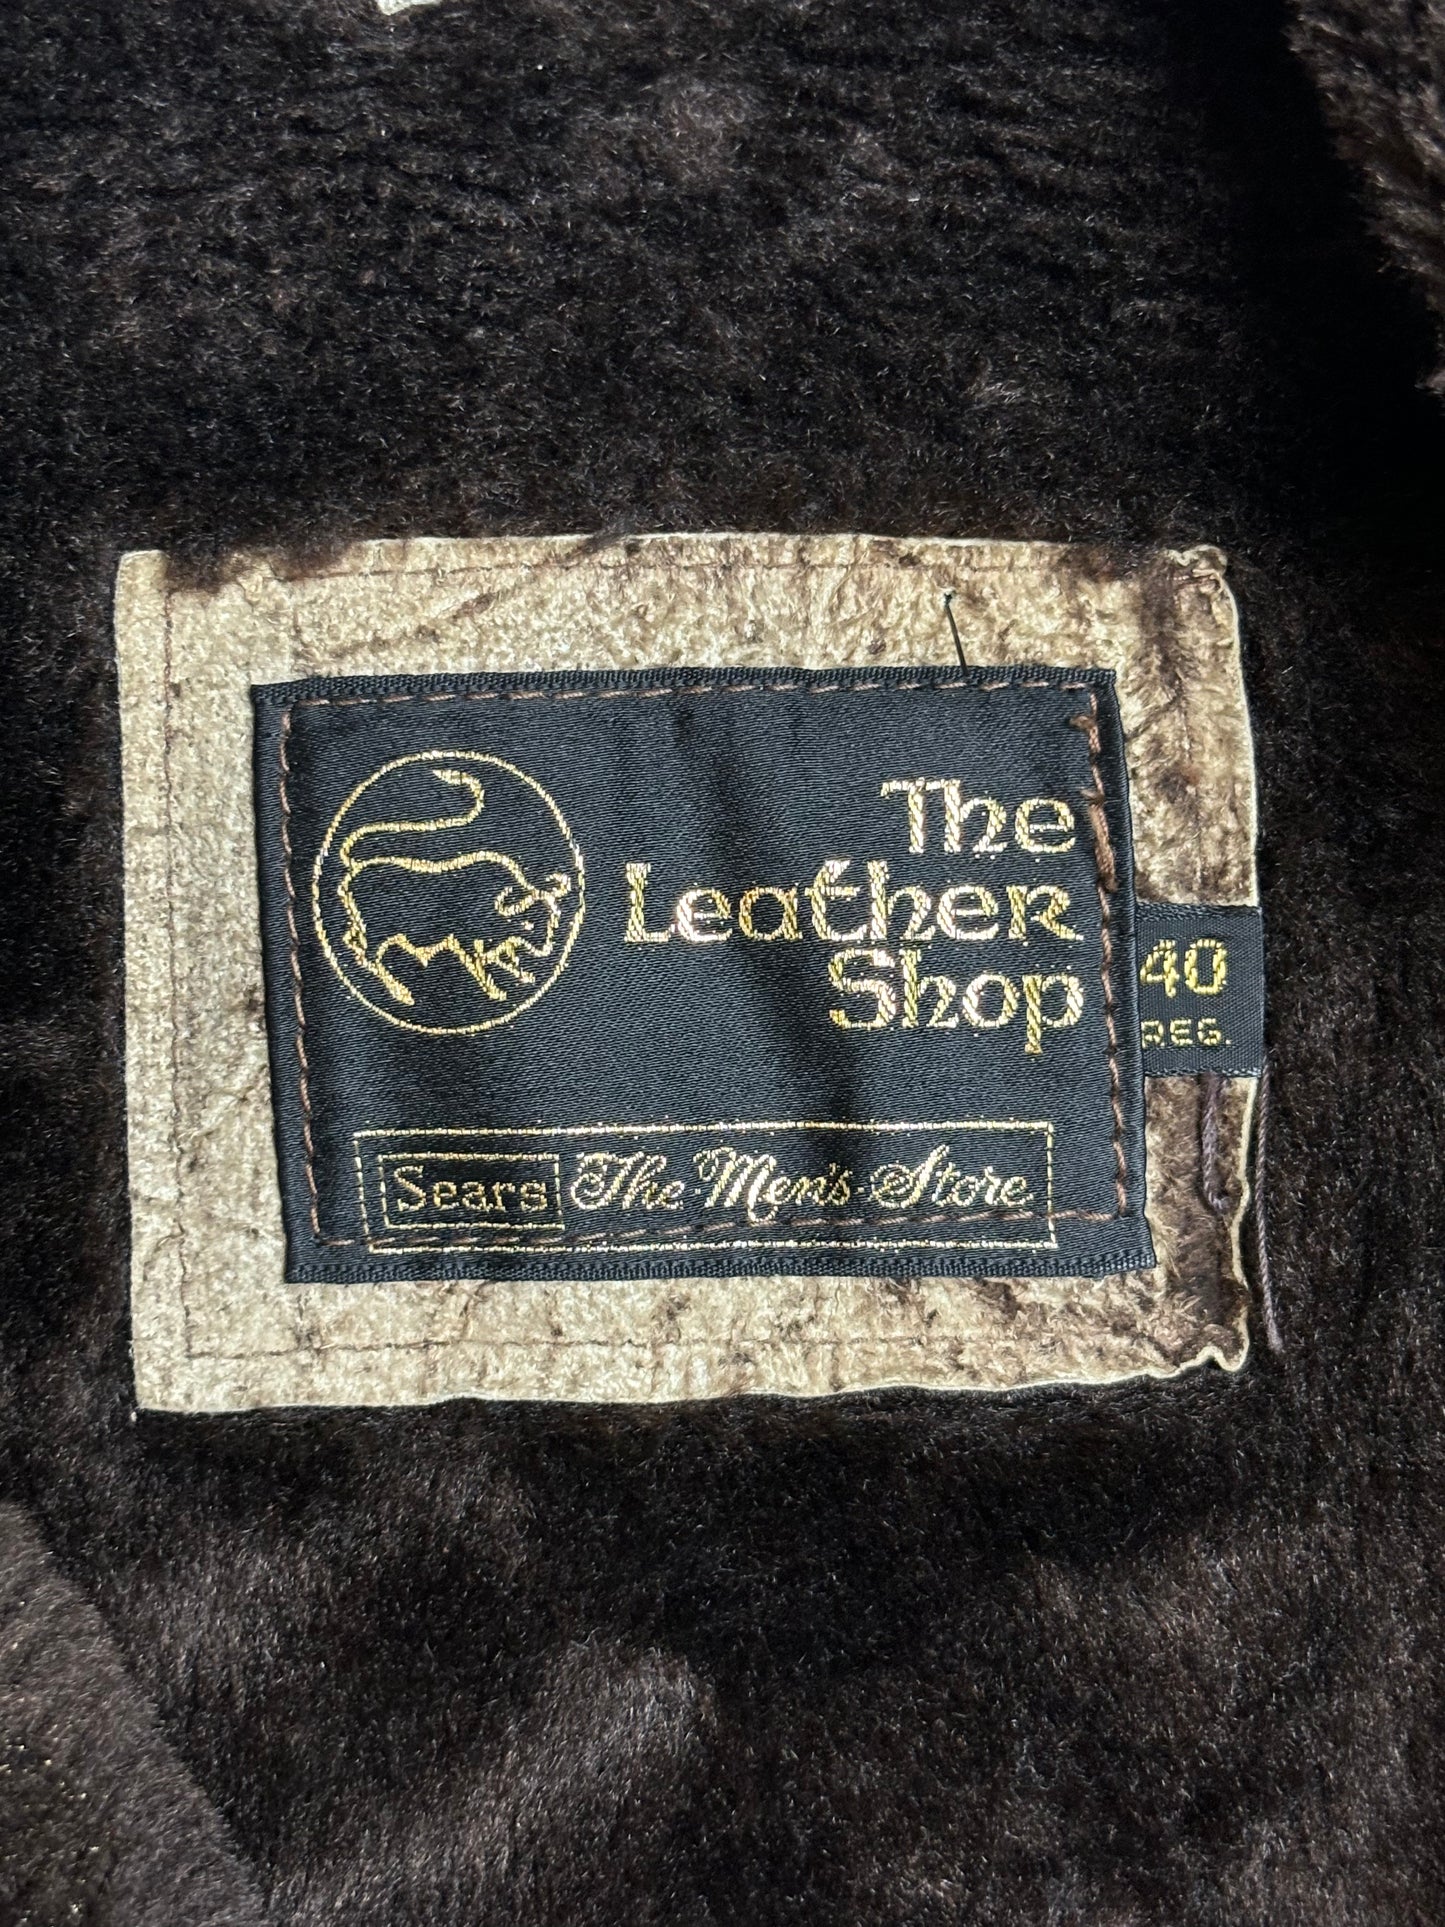 The
Leather
Shop
40
REG.
Sears The Men's Store